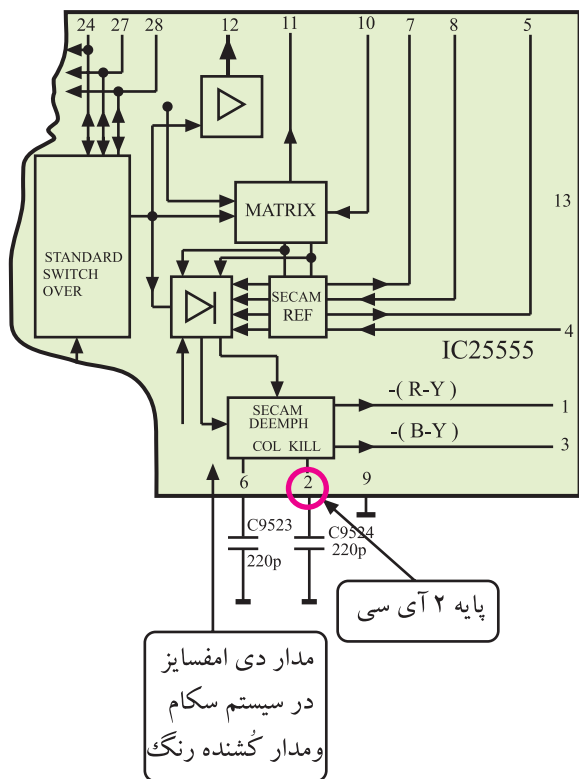 24 27 28 12 11 10 7 8 5
MATRIX
13
STANDARD
SWITCH
OVER
SECAM
REF
4
IC25555
SECAM
DEEMPH
COL KILL
-( R-Y )
1
-( B-Y )
3
6 2 9
C9523
220p
C9524
220p
پایه ۲ آی سی
مدار دی امفسایز
در سیستم سکام
ومدار کُشنده رنگ